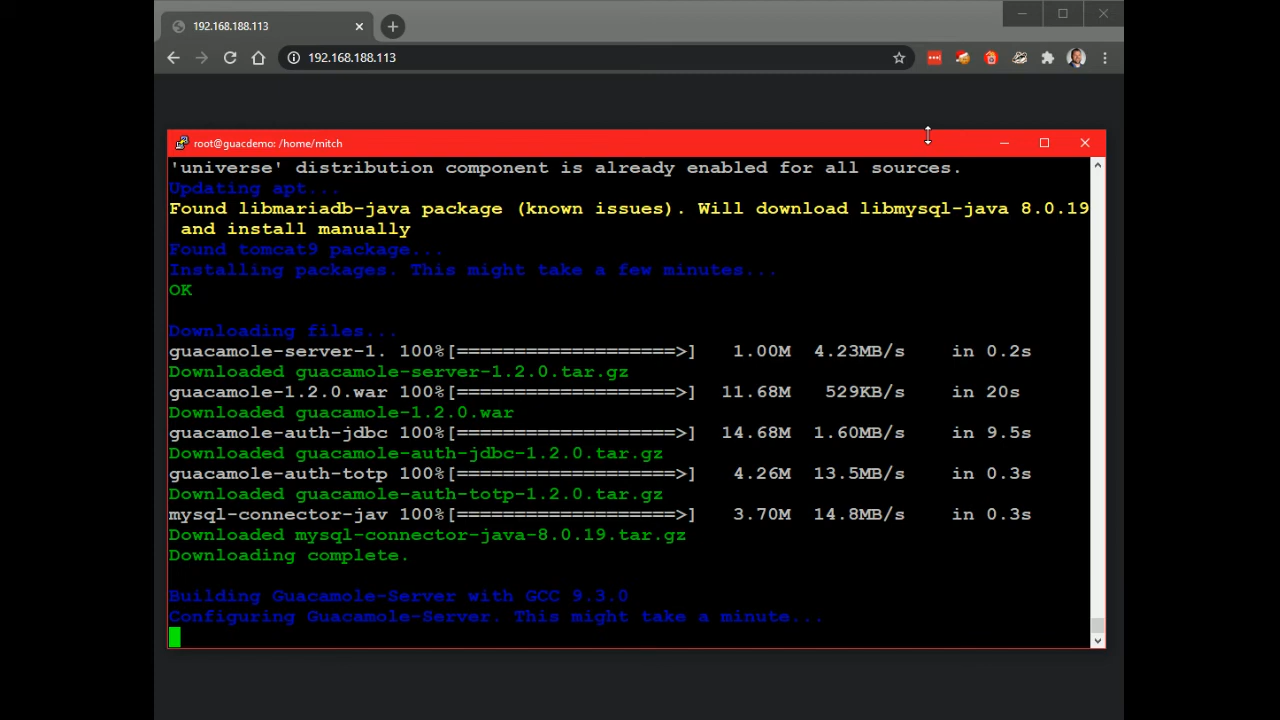 192.168.188.113
192.168.188.113
root@guacdemo: /home/mitch
'universe' distribution component is already enabled for all sources.
Updating apt...
Found libmariadb-java package (known issues). Will download libmysql-java 8.0.19
and install manually
Found tomcat9 package...
Installing packages. This might take a few minutes...
OK
Downloading files...
guacamole-server-1. 100%[===================>] 1.00M 4.23MB/s in 0.2s
Downloaded guacamole-server-1.2.0.tar.gz
guacamole-1.2.0.war 100%[===================>] 11.68M 529KB/s in 20s
Downloaded guacamole-1.2.0.war
guacamole-auth-jdbc 100%[===================>] 14.68M 1.60MB/s in 9.5s
Downloaded guacamole-auth-jdbc-1.2.0.tar.gz
guacamole-auth-totp 100%[===================>] 4.26M 13.5MB/s in 0.3s
Downloaded guacamole-auth-totp-1.2.0.tar.gz
mysql-connector-jav 100%[===================>] 3.70M 14.8MB/s in 0.3s
Downloaded mysql-connector-java-8.0.19.tar.gz
Downloading complete.
Building Guacamole-Server with GCC 9.3.0
Configuring Guacamole-Server. This might take a minute...